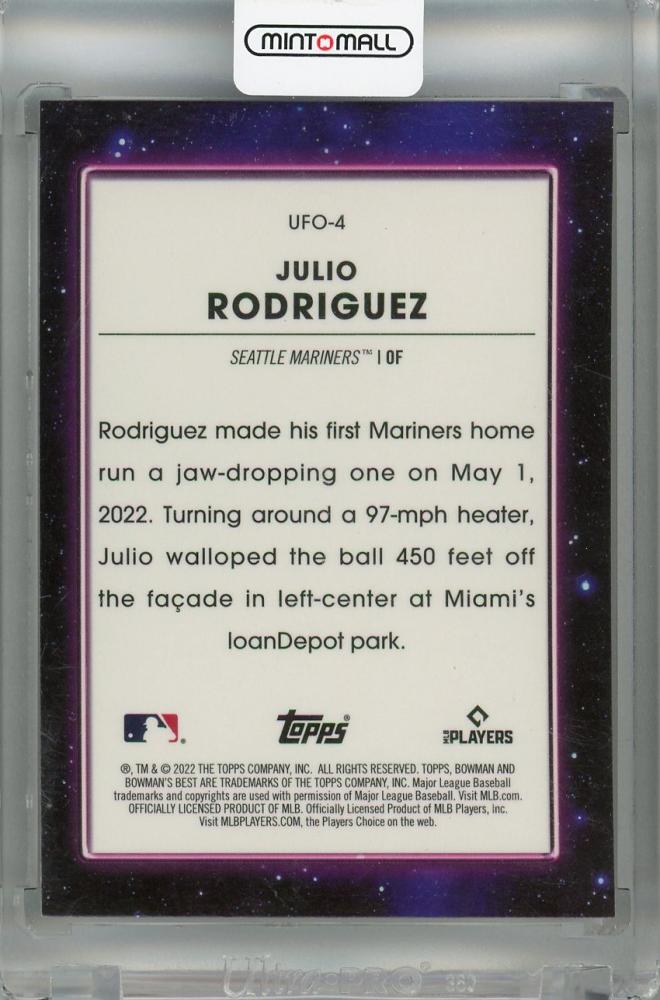 MINT MALL
UFO-4
JULIO
RODRIGUEZ
SEATTLE MARINERS™ | OF
Rodriguez made his first Mariners home
run a jaw-dropping one on May 1,
2022. Turning around a 97-mph heater,
Julio walloped the ball 450 feet off
the façade in left-center at Miami's
loanDepot park.
topps®
MLB PLAYERS
®, TM & © 2022 THE TOPPS COMPANY, INC. ALL RIGHTS RESERVED. TOPPS, BOWMAN AND
BOWMAN'S BEST ARE TRADEMARKS OF THE TOPPS COMPANY, INC. Major League Baseball
trademarks and copyrights are used with permission of Major League Baseball. Visit MLB.com.
OFFICIALLY LICENSED PRODUCT OF MLB. Officially Licensed Product of MLB Players, Inc.
Visit MLBPLAYERS.COM, the Players Choice on the web.
Ultra·PRO